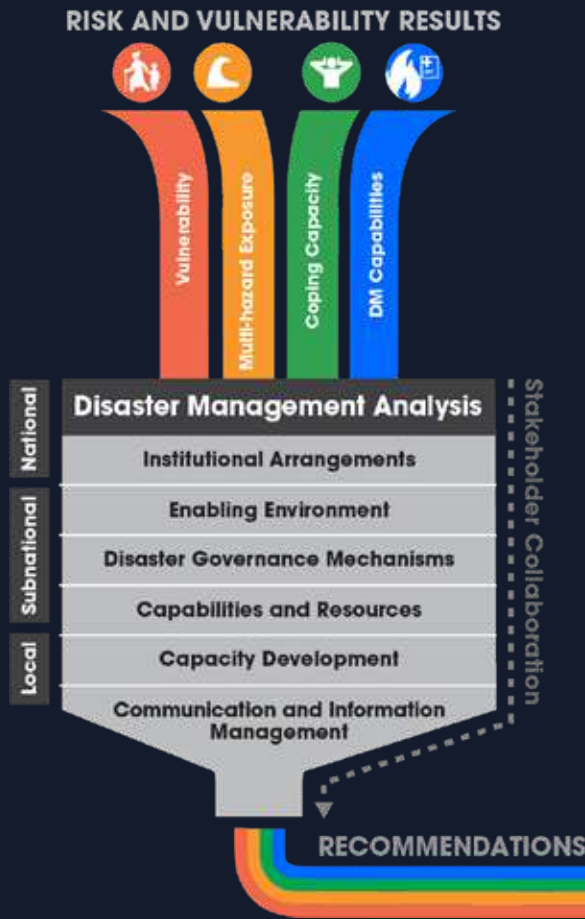 RISK AND VULNERABILITY RESULTS
Vulnerability
Multi-hazard Exposure
Coping Capacity
DM Capabilities
National
Subnational
Local
Disaster Management Analysis
Institutional Arrangements
Enabling Environment
Disaster Governance Mechanisms
Capabilities and Resources
Capacity Development
Communication and Information
Management
Stakeholder Collaboration
RECOMMENDATIONS